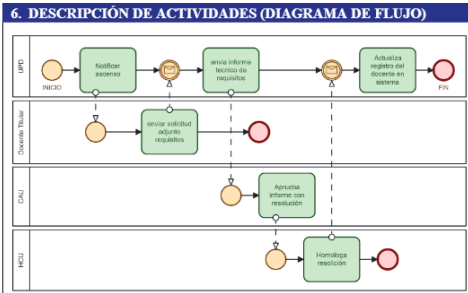 6. DESCRIPCIÓN DE ACTIVIDADES (DIAGRAMA DE FLUJO)
UPD
INICIO
Notificar
ascenso
envia informe
tecnico de
requisitos
Actualiza
registro del
docente en
sistema
FIN
Docente Titular
enviar solicitud
adjunto
requisitos
CAU
Aprueba
informe con
resolución
HCU
Homologa
resolición